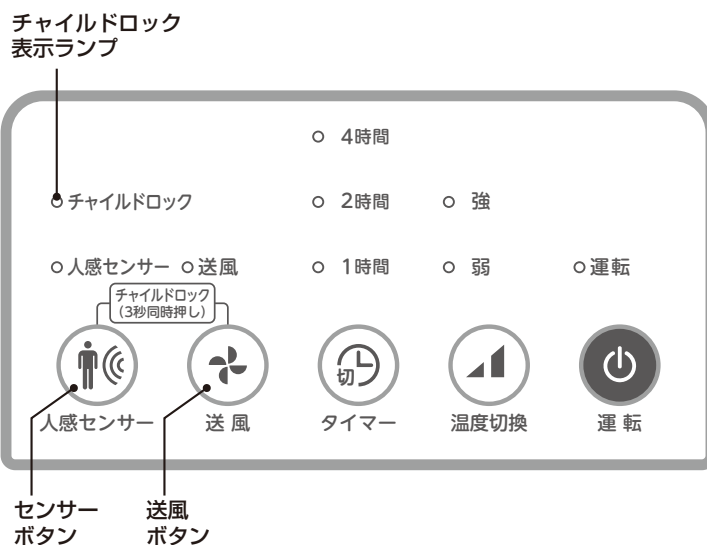 チャイルドロック
表示ランプ
4時間
チャイルドロック 2時間 強
人感センサー 送風 1時間 弱 運転
チャイルドロック
(3秒同時押し)
切
人感センサー 送風 タイマー 温度切換 運転
センサー
ボタン
送風
ボタン